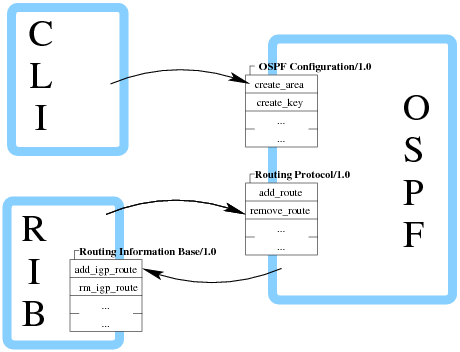 C
L
I
OSPF Configuration/1.0
create_area
create_key
...
...
O
S
P
F
Routing Protocol/1.0
add_route
remove_route
...
...
R
I
B
Routing Information Base/1.0
add_igp_route
rm_igp_route
...
...